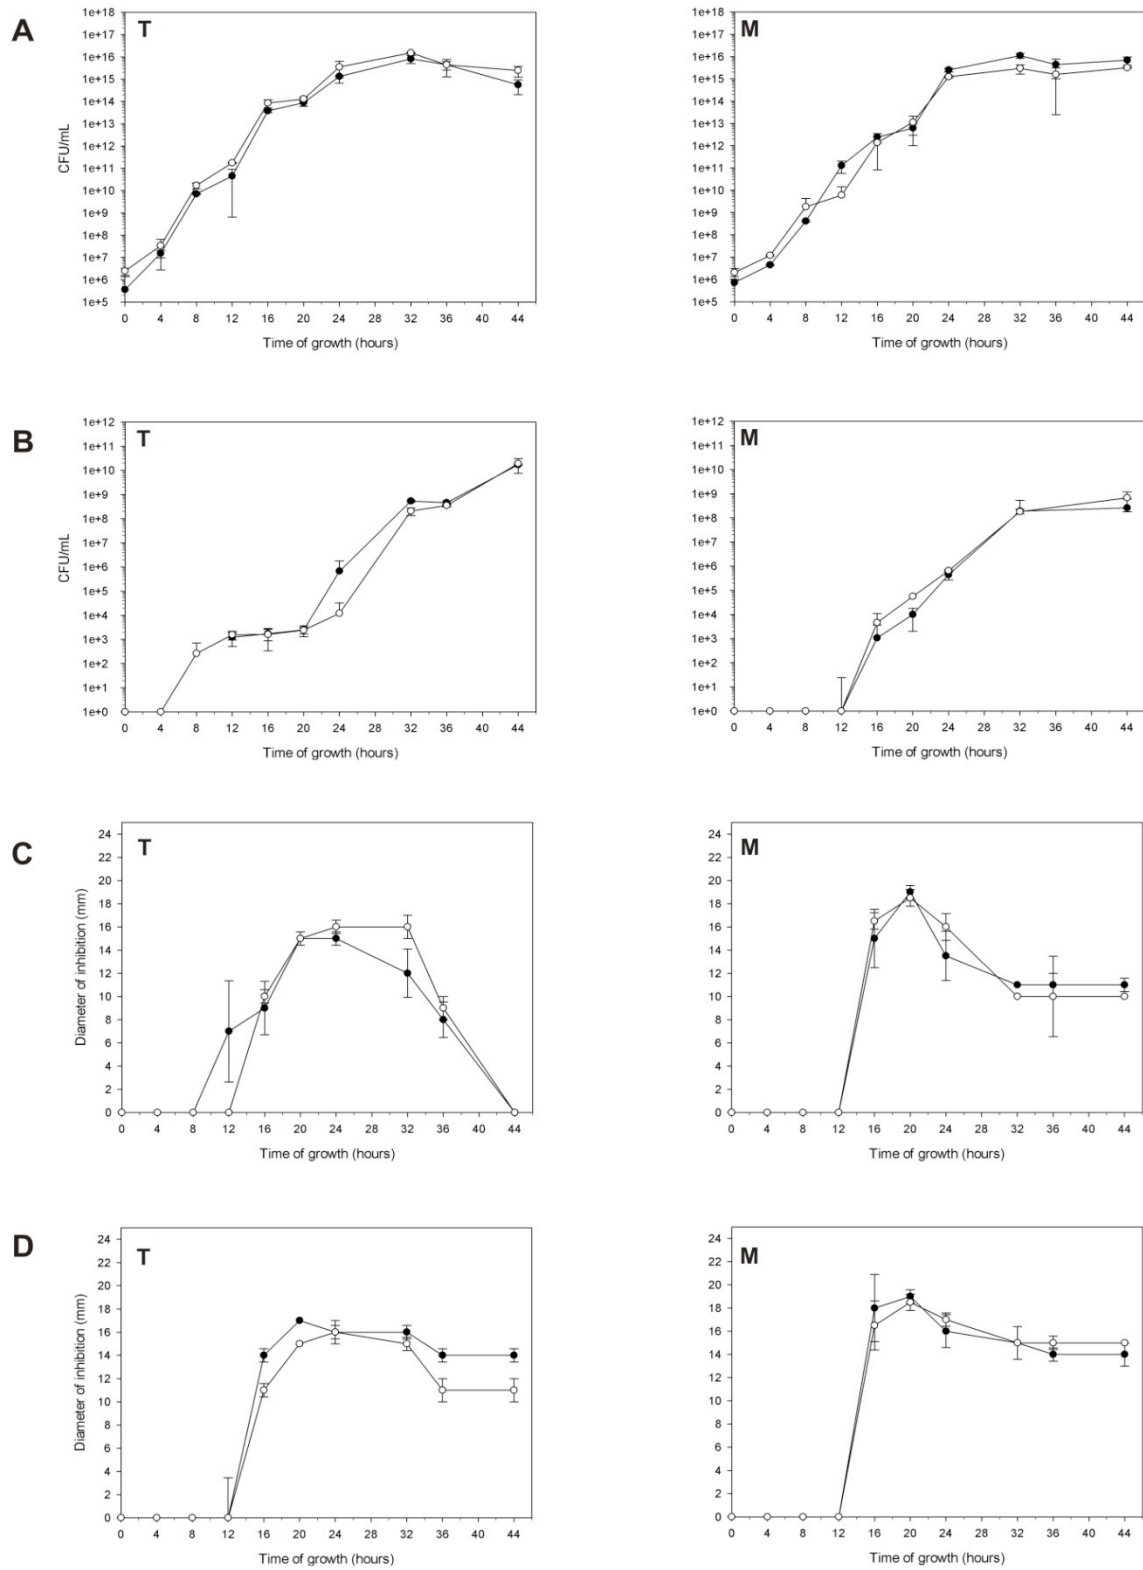 A
T
M
CFU/mL
1e+18
1e+17
1e+16
1e+15
1e+14
1e+13
1e+12
1e+11
1e+10
1e+9
1e+8
1e+7
1e+6
1e+5
0 4 8 12 16 20 24 28 32 36 40 44
Time of growth (hours)
1e+18
1e+17
1e+16
1e+15
1e+14
1e+13
1e+12
1e+11
1e+10
1e+9
1e+8
1e+7
1e+6
1e+5
0 4 8 12 16 20 24 28 32 36 40 44
Time of growth (hours)
B
T
M
CFU/mL
1e+12
1e+11
1e+10
1e+9
1e+8
1e+7
1e+6
1e+5
1e+4
1e+3
1e+2
1e+1
1e+0
0 4 8 12 16 20 24 28 32 36 40 44
Time of growth (hours)
1e+12
1e+11
1e+10
1e+9
1e+8
1e+7
1e+6
1e+5
1e+4
1e+3
1e+2
1e+1
1e+0
0 4 8 12 16 20 24 28 32 36 40 44
Time of growth (hours)
C
T
M
Diameter of inhibition (mm)
24
22
20
18
16
14
12
10
8
6
4
2
0
0 4 8 12 16 20 24 28 32 36 40 44
Time of growth (hours)
24
22
20
18
16
14
12
10
8
6
4
2
0
0 4 8 12 16 20 24 28 32 36 40 44
Time of growth (hours)
D
T
M
Diameter of inhibition (mm)
24
22
20
18
16
14
12
10
8
6
4
2
0
0 4 8 12 16 20 24 28 32 36 40 44
Time of growth (hours)
24
22
20
18
16
14
12
10
8
6
4
2
0
0 4 8 12 16 20 24 28 32 36 40 44
Time of growth (hours)